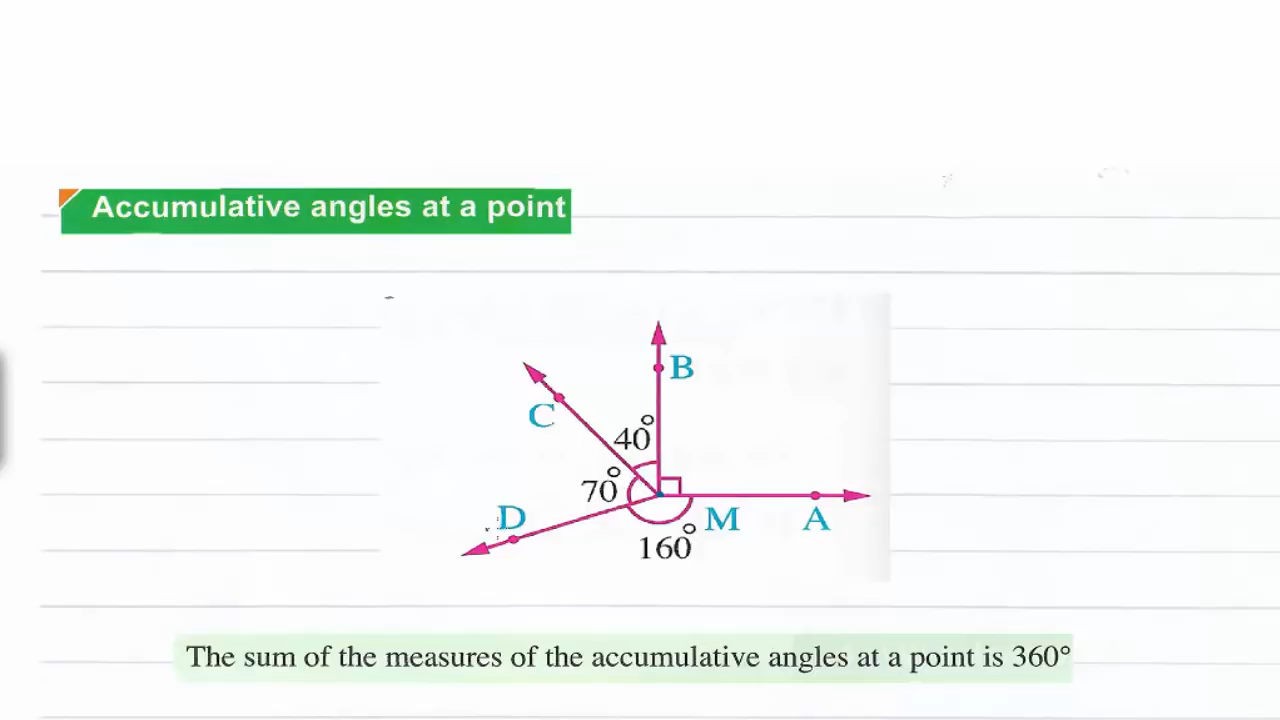 Accumulative angles at a point
B
C
40°
70°
D
M
A
160°
The sum of the measures of the accumulative angles at a point is 360°